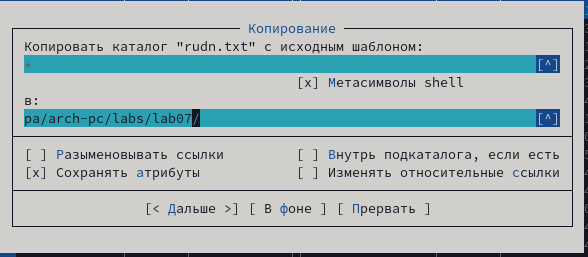 Копирование
Копировать каталог "rudn.txt" с исходным шаблоном:
* [^]
[x] Метасимволы shell
в:
pa/arch-pc/labs/lab07/ [^]
[ ] Разыменовывать ссылки [ ] Внутрь подкаталога, если есть
[x] Сохранять атрибуты [ ] Изменять относительные ссылки
[< Дальше >] [ В фоне ] [ Прервать ]